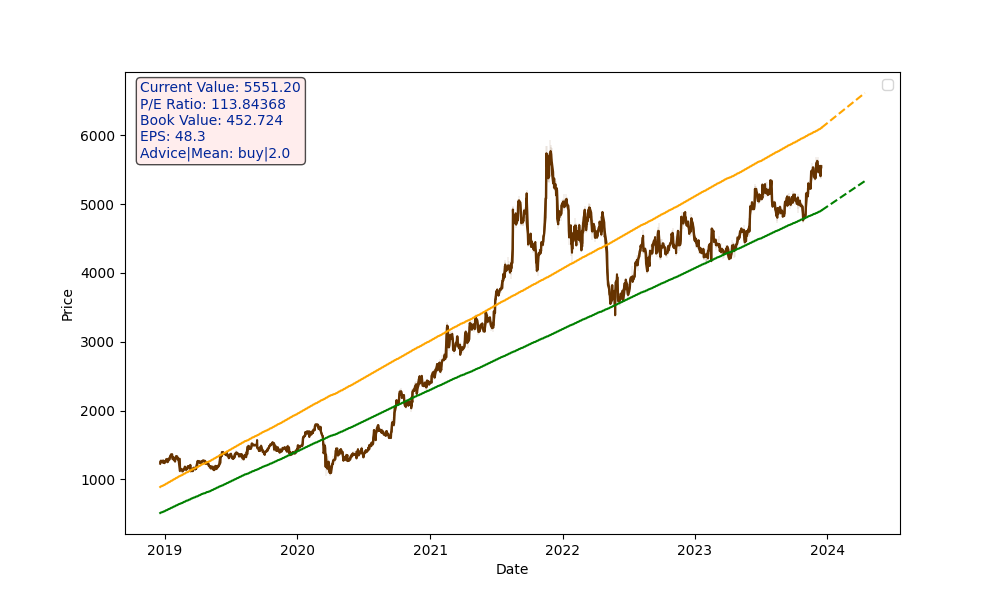 Current Value: 5551.20
P/E Ratio: 113.84368
Book Value: 452.724
EPS: 48.3
Advice|Mean: buy|2.0
6000
5000
4000
3000
2000
1000
Price
2019 2020 2021 2022 2023 2024
Date